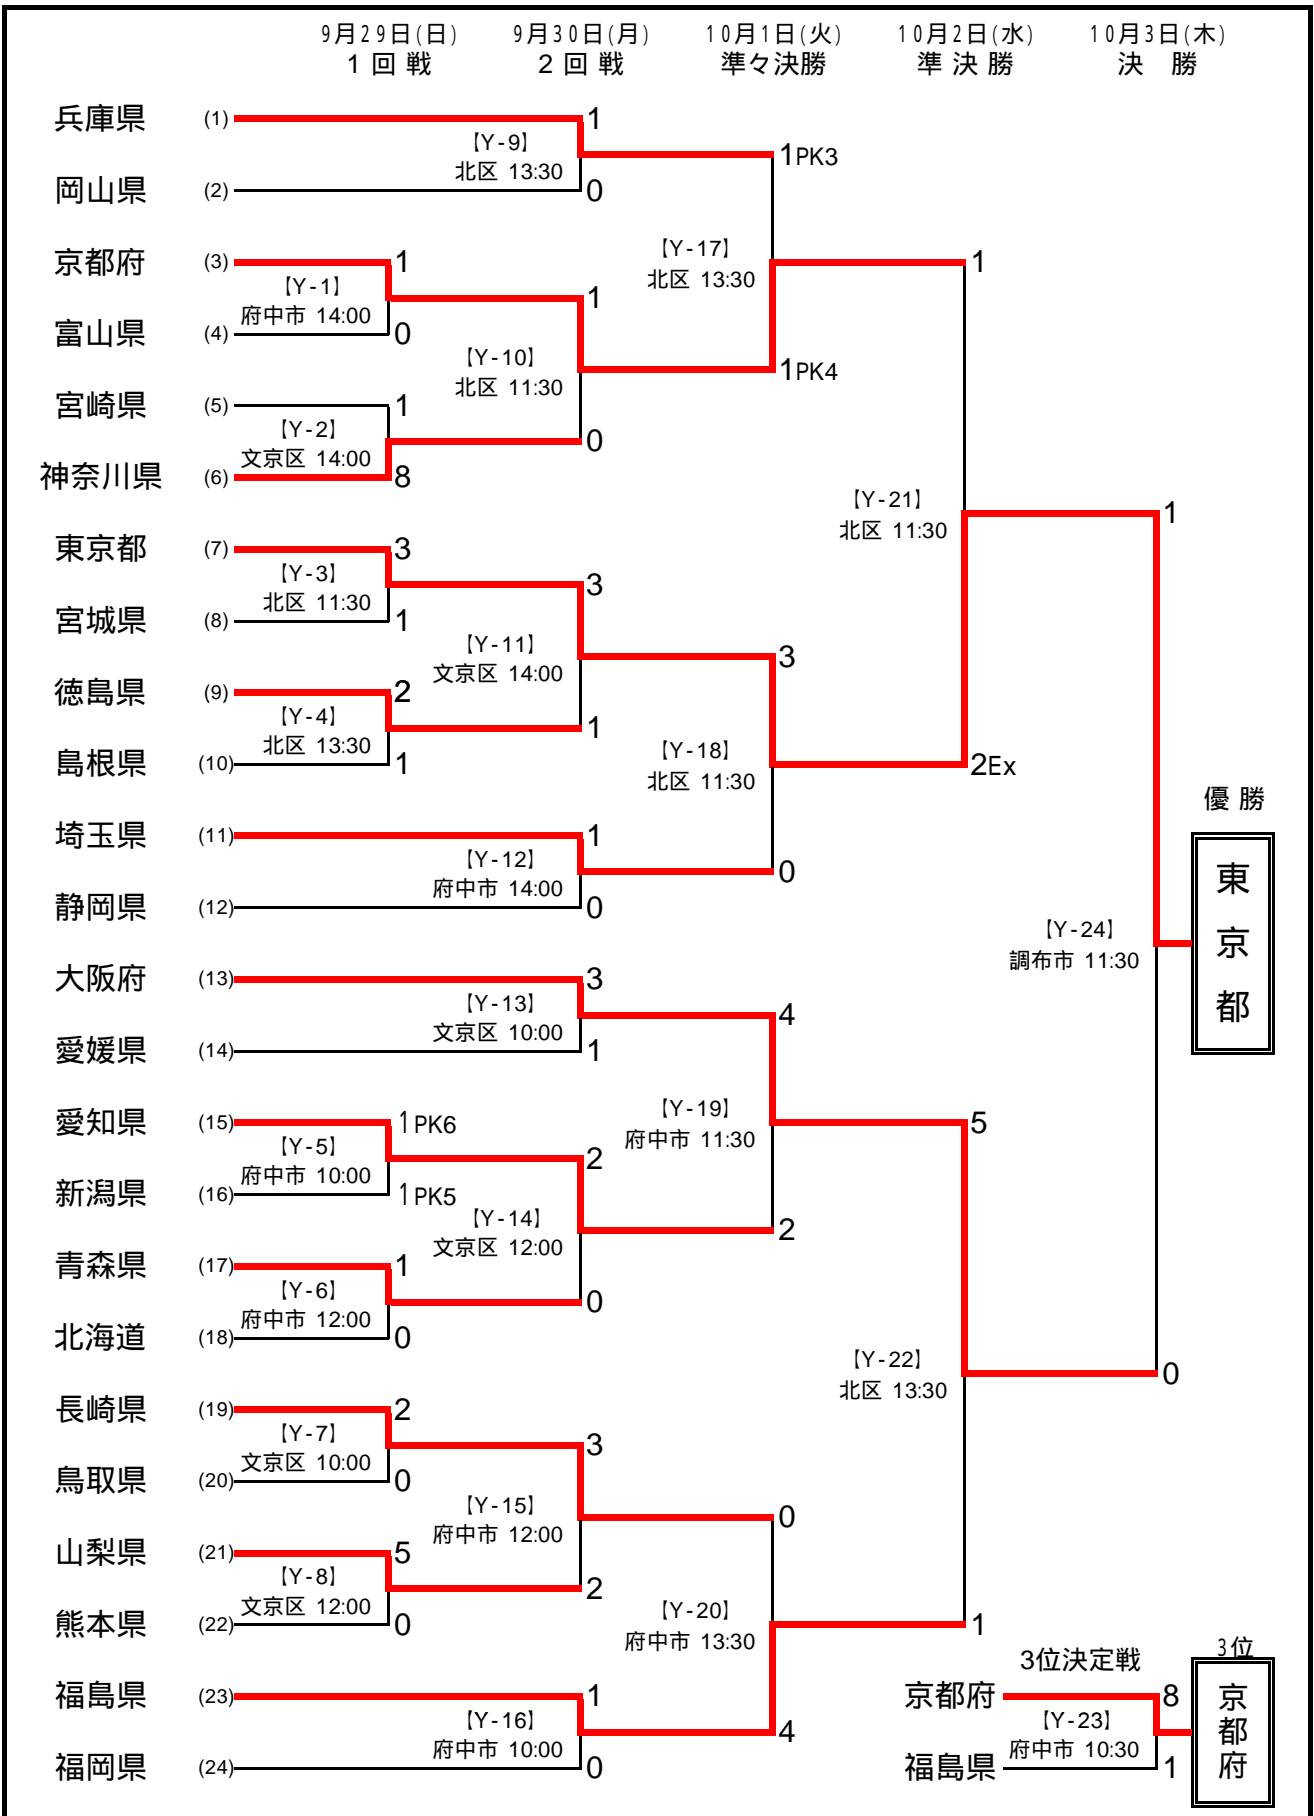 9月29日(日) 9月30日(月) 10月1日(火) 10月2日(水) 10月3日(木)
1回戦 2回戦 準々決勝 準決勝 決 勝
兵庫県 (1) 1
【Y-9】
北区 13:30
1PK3
岡山県 (2) 0
京都府 (3) 1
【Y-17】
北区 13:30
1
【Y-1】
府中市 14:00
1
富山県 (4) 0
【Y-10】
北区 11:30
1PK4
宮崎県 (5) 1
【Y-2】
文京区 14:00
0
神奈川県 (6) 8
【Y-21】
北区 11:30
1
東京都 (7) 3
【Y-3】
北区 11:30
3
宮城県 (8) 1
【Y-11】
文京区 14:00
3
徳島県 (9) 2
【Y-4】
北区 13:30
1
島根県 (10) 1
【Y-18】
北区 11:30
2Ex
優勝
東京都
埼玉県 (11) 1
【Y-12】
府中市 14:00
0
静岡県 (12) 0
【Y-24】
調布市 11:30
大阪府 (13) 3
【Y-13】
文京区 10:00
4
愛媛県 (14) 1
愛知県 (15) 1PK6
【Y-19】
府中市 11:30
5
【Y-5】
府中市 10:00
2
新潟県 (16) 1PK5
【Y-14】
文京区 12:00
2
青森県 (17) 1
【Y-6】
府中市 12:00
0
北海道 (18) 0
【Y-22】
北区 13:30
0
長崎県 (19) 2
【Y-7】
文京区 10:00
3
鳥取県 (20) 0
【Y-15】
府中市 12:00
0
山梨県 (21) 5
【Y-8】
文京区 12:00
2
熊本県 (22) 0
【Y-20】
府中市 13:30
1
3位決定戦 3位
福島県 (23) 1
【Y-16】
府中市 10:00
4
福岡県 (24) 0
京都府 8
【Y-23】
府中市 10:30
福島県 1
京都府